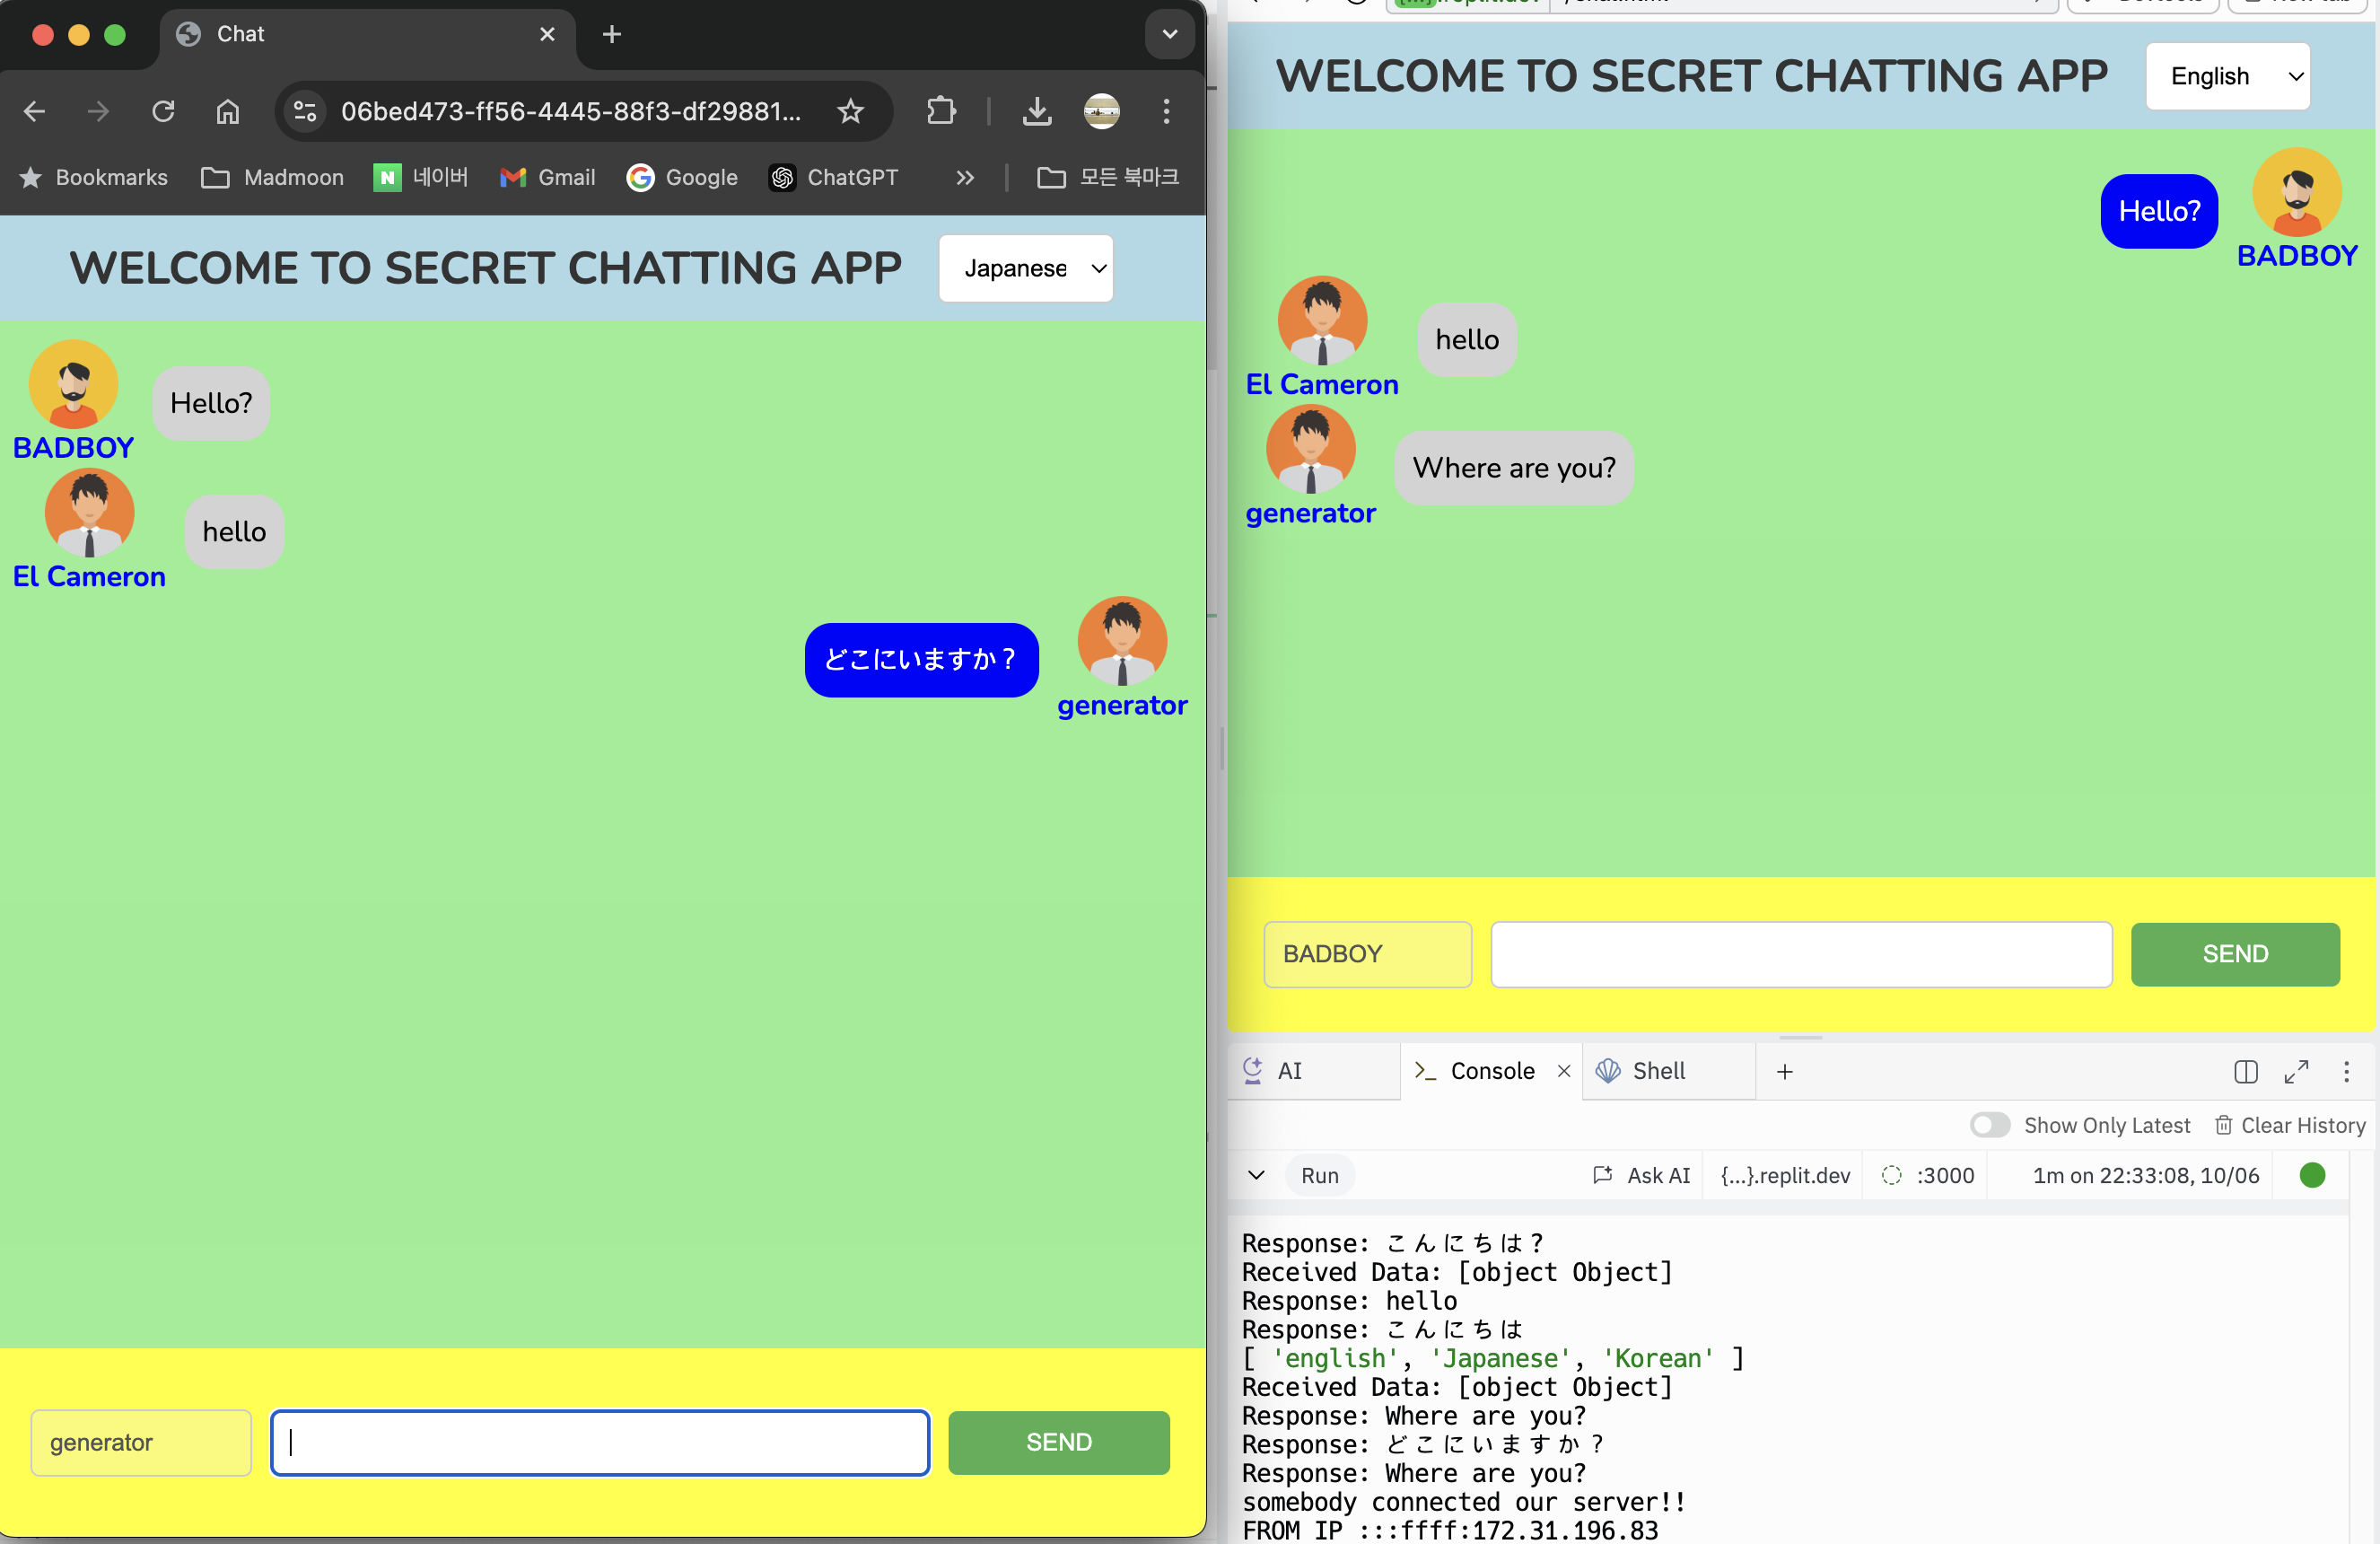 Chat
06bed473-ff56-4445-88f3-df29881...
Bookmarks
Madmoon
네이버
Gmail
Google
ChatGPT
모든 북마크
WELCOME TO SECRET CHATTING APP
Japanese
Hello?
BADBOY
hello
El Cameron
どこにいますか？
generator
generator
SEND
WELCOME TO SECRET CHATTING APP
English
Hello?
BADBOY
hello
El Cameron
Where are you?
generator
BADBOY
SEND
AI
Console
Shell
Show Only Latest
Clear History
Run
Ask AI
{...}.replit.dev
:3000
1m on 22:33:08, 10/06
Response: こんにちは？
Received Data: [object Object]
Response: hello
Response: こんにちは
[ 'english', 'Japanese', 'Korean' ]
Received Data: [object Object]
Response: Where are you?
Response: どこにいますか？
Response: Where are you?
somebody connected our server!!
FROM IP :::ffff:172.31.196.83